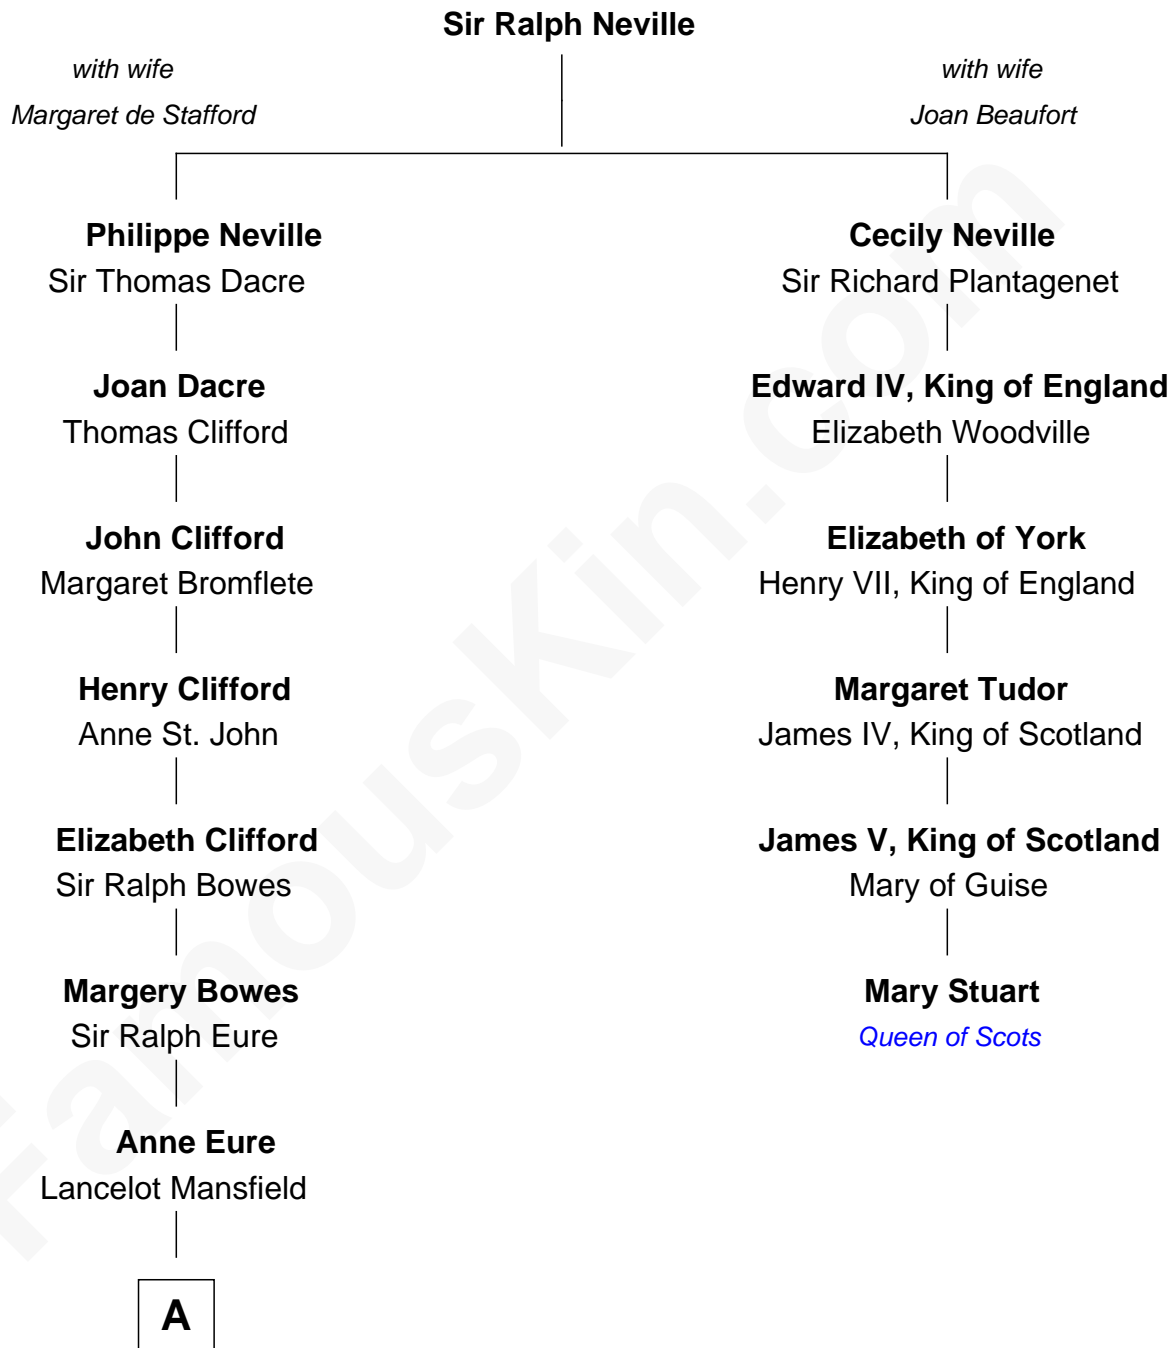 Sir Ralph Neville
with wife
Margaret de Stafford
with wife
Joan Beaufort
Philippe Neville
Sir Thomas Dacre
Cecily Neville
Sir Richard Plantagenet
Joan Dacre
Thomas Clifford
Edward IV, King of England
Elizabeth Woodville
John Clifford
Margaret Bromflete
Elizabeth of York
Henry VII, King of England
Henry Clifford
Anne St. John
Margaret Tudor
James IV, King of Scotland
Elizabeth Clifford
Sir Ralph Bowes
James V, King of Scotland
Mary of Guise
Margery Bowes
Sir Ralph Eure
Mary Stuart
Queen of Scots
Anne Eure
Lancelot Mansfield
A
FamousKin.com